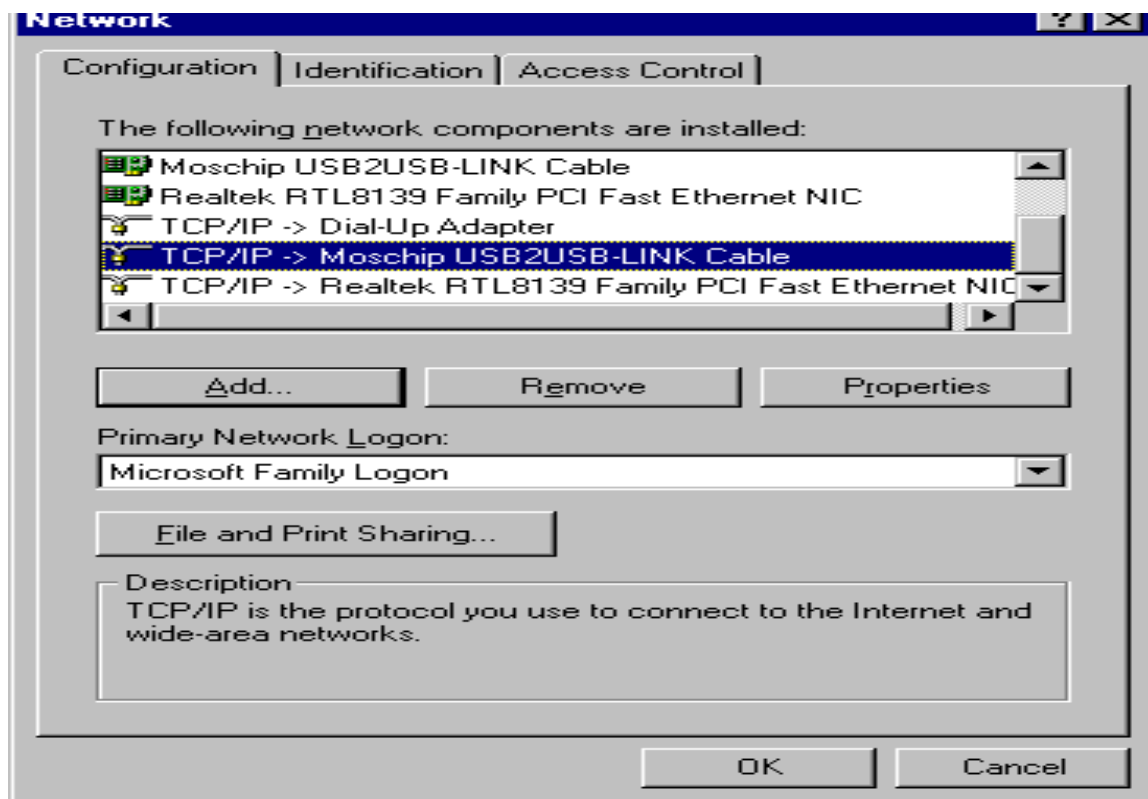 Network
Configuration
Identification
Access Control
The following network components are installed:
Moschip USB2USB-LINK Cable
Realtek RTL8139 Family PCI Fast Ethernet NIC
TCP/IP -> Dial-Up Adapter
TCP/IP -> Moschip USB2USB-LINK Cable
TCP/IP -> Realtek RTL8139 Family PCI Fast Ethernet NIC
Add...
Remove
Properties
Primary Network Logon:
Microsoft Family Logon
File and Print Sharing...
Description
TCP/IP is the protocol you use to connect to the Internet and
wide-area networks.
OK
Cancel